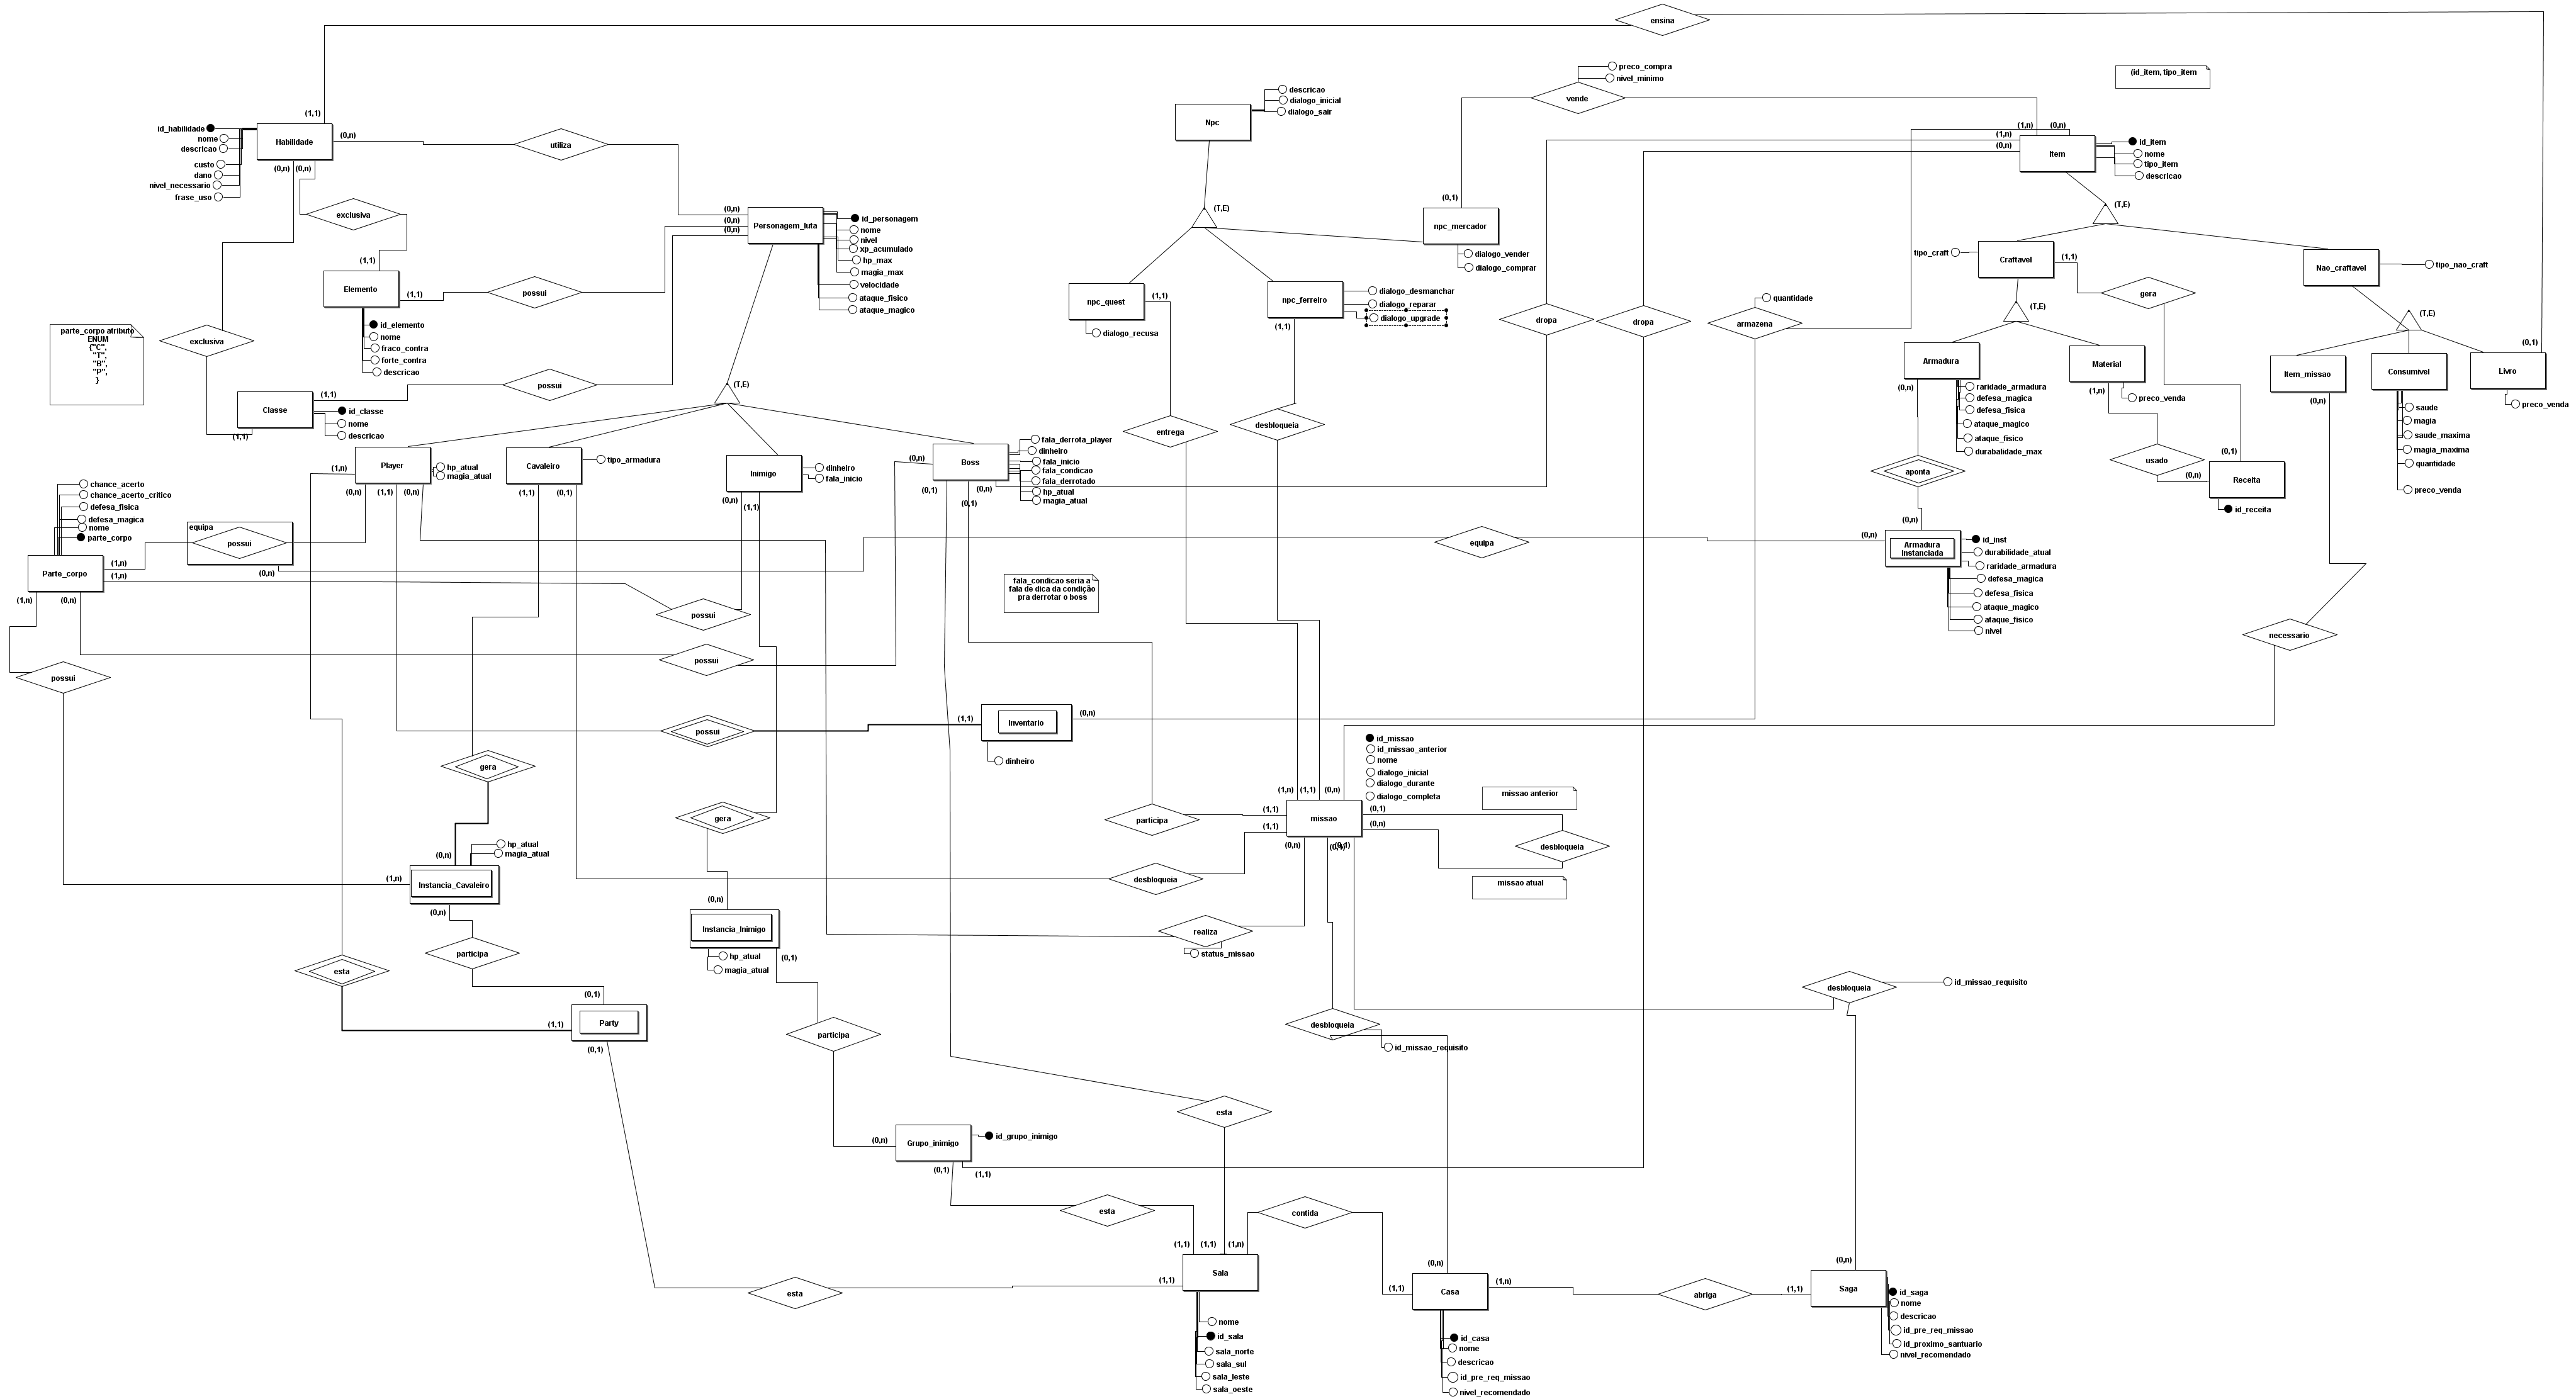 ensina
preco_compra
nivel_minimo
vende
(id_item, tipo_item
descricao
dialogo_inicial
dialogo_sair
Npc
(1,1)
id_habilidade
nome
descricao
custo
dano
nivel_necessario
frase_uso
Habilidade
(0,n)
(0,n)
(0,n)
utiliza
exclusiva
(1,1)
Elemento
(1,1)
id_elemento
nome
fraco_contra
forte_contra
descricao
possui
exclusiva
parte_corpo atributo
ENUM
{"C",
"T",
"B",
"P",
}
Classe
(1,1)
(1,1)
id_classe
nome
descricao
possui
(0,n)
(0,n)
(0,n)
Personagem_luta
id_personagem
nome
nivel
xp_acumulado
hp_max
magia_max
velocidade
ataque_fisico
ataque_magico
(T,E)
(T,E)
(0,1)
npc_mercador
dialogo_vender
dialogo_comprar
npc_quest
(1,1)
dialogo_recusa
npc_ferreiro
(1,1)
dialogo_desmanchar
dialogo_reparar
dialogo_upgrade
entrega
desbloqueia
dropa
dropa
quantidade
armazena
(1,n)
(0,n)
(1,n)
(0,n)
Item
id_item
nome
tipo_item
descricao
(T,E)
tipo_craft
Craftavel
(1,1)
gera
Nao_craftavel
tipo_nao_craft
(T,E)
(T,E)
(0,1)
Armadura
(0,n)
raridade_armadura
defesa_magica
defesa_fisica
ataque_magico
ataque_fisico
durabilidade_max
Material
(1,n)
preco_venda
usado
(0,1)
(0,n)
Receita
id_receita
Item_missao
(0,n)
Consumivel
saude
magia
saude_maxima
magia_maxima
quantidade
preco_venda
Livro
preco_venda
aponta
(0,n)
(0,n)
Armadura
Instanciada
id_inst
durabilidade_atual
raridade_armadura
defesa_magica
defesa_fisica
ataque_magico
ataque_fisico
nivel
necessario
Player
(1,n)
(0,n)
(1,1)
(0,n)
hp_atual
magia_atual
Cavaleiro
(1,1)
(0,1)
tipo_armadura
Inimigo
(0,n)
(1,1)
dinheiro
fala_inicio
Boss
(0,n)
(0,1)
(0,1)
(0,n)
fala_derrota_player
dinheiro
fala_inicio
fala_condicao
fala_derrotado
hp_atual
magia_atual
chance_acerto
chance_acerto_critico
defesa_fisica
defesa_magica
nome
parte_corpo
Parte_corpo
(1,n)
(1,n)
(1,n)
(0,n)
equipa
possui
(0,n)
equipa
fala_condicao seria a
fala de dica da condição
pra derrotar o boss
possui
possui
possui
possui
(1,1)
Inventario
(0,n)
dinheiro
gera
gera
id_missao
id_missao_anterior
nome
dialogo_inicial
dialogo_durante
dialogo_completa
missao anterior
(1,n)
(1,1)
(0,n)
(1,1)
(1,1)
missao
(0,1)
(0,n)
(0,n)
(0,1)
desbloqueia
missao atual
participa
desbloqueia
(0,n)
hp_atual
magia_atual
(1,n)
Instancia_Cavaleiro
(0,n)
participa
esta
(0,n)
Instancia_Inimigo
(0,1)
hp_atual
magia_atual
realiza
status_missao
(0,1)
(1,1)
Party
(0,1)
participa
desbloqueia
id_missao_requisito
desbloqueia
id_missao_requisito
esta
(0,n)
Grupo_inimigo
id_grupo_inimigo
(0,1)
(1,1)
esta
contida
(1,1)
(1,1)
(1,n)
(1,1)
Sala
nome
id_sala
sala_norte
sala_sul
sala_leste
sala_oeste
esta
(0,n)
(1,1)
Casa
(1,n)
id_casa
nome
descricao
id_pre_req_missao
nivel_recomendado
abriga
(0,n)
(1,1)
Saga
id_saga
nome
descricao
id_pre_req_missao
id_proximo_santuario
nivel_recomendado